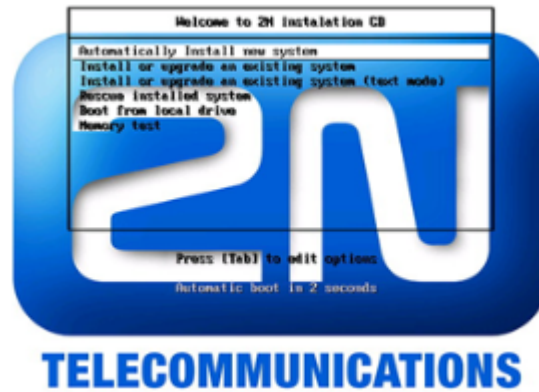 Welcome to 2N instalation CD
Automatically Install new system
Install or upgrade an existing system
Install or upgrade an existing system (text mode)
Rescue installed system
Boot from local drive
Memory test
2N
Press [Tab] to edit options
Automatic boot in 2 seconds
TELECOMMUNICATIONS